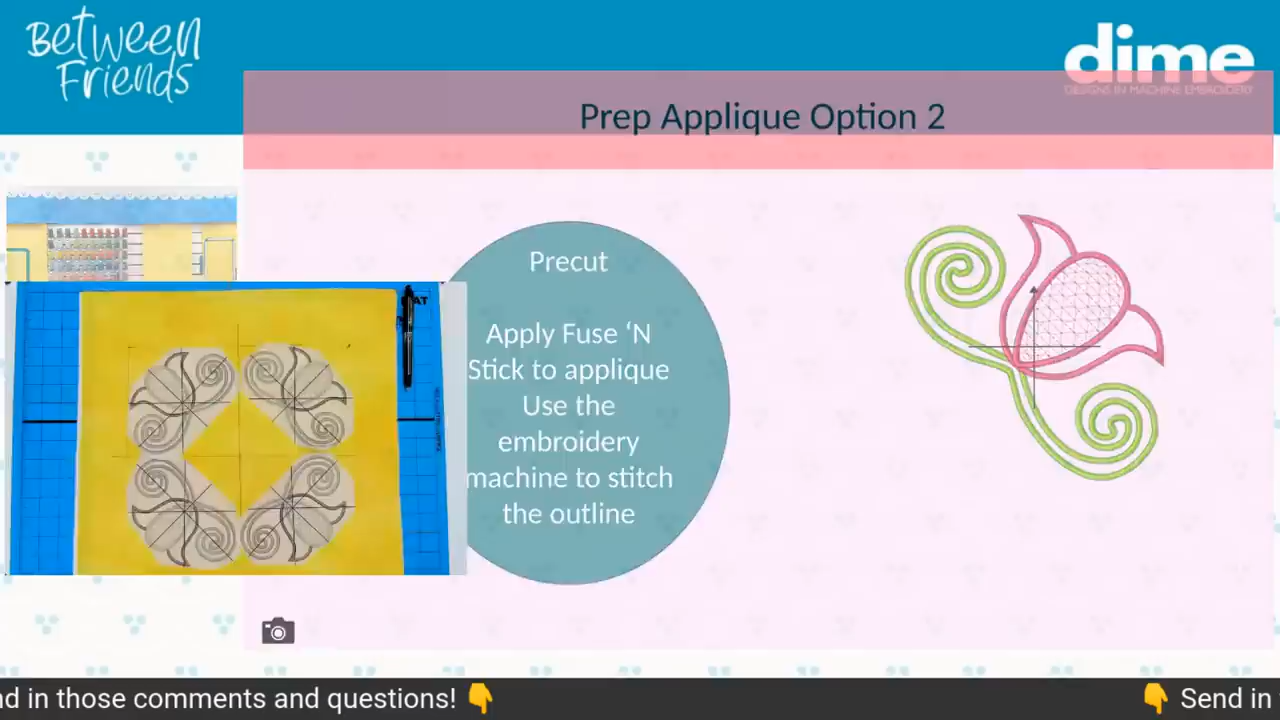 Between
Friends
dime
DESIGNS IN MACHINE EMBROIDERY
Prep Applique Option 2
Precut
Apply Fuse ‘N
Stick to applique
Use the
embroidery
machine to stitch
the outline
nd in those comments and questions! 👇
👇 Send in